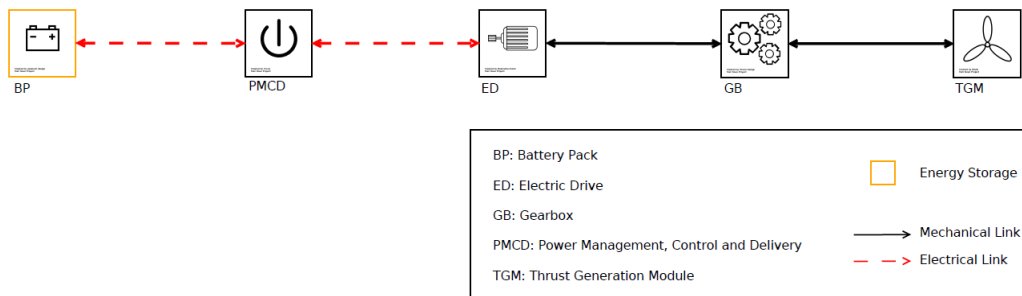 BP
PMCD
ED
GB
TGM
BP: Battery Pack
ED: Electric Drive
GB: Gearbox
PMCD: Power Management, Control and Delivery
TGM: Thrust Generation Module
Energy Storage
Mechanical Link
Electrical Link